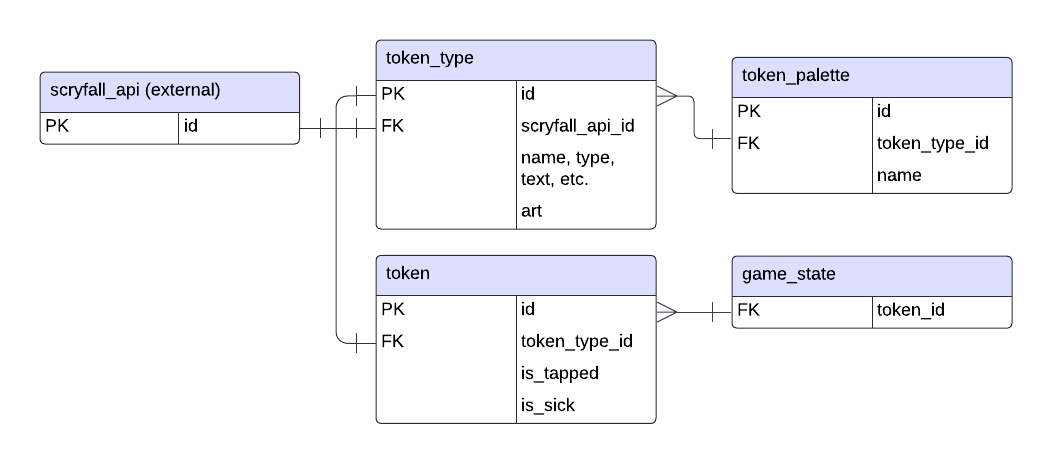 scryfall_api (external)
PK id
token_type
PK id
FK scryfall_api_id
name, type,
text, etc.
art
token_palette
PK id
FK token_type_id
name
token
PK id
FK token_type_id
is_tapped
is_sick
game_state
FK token_id